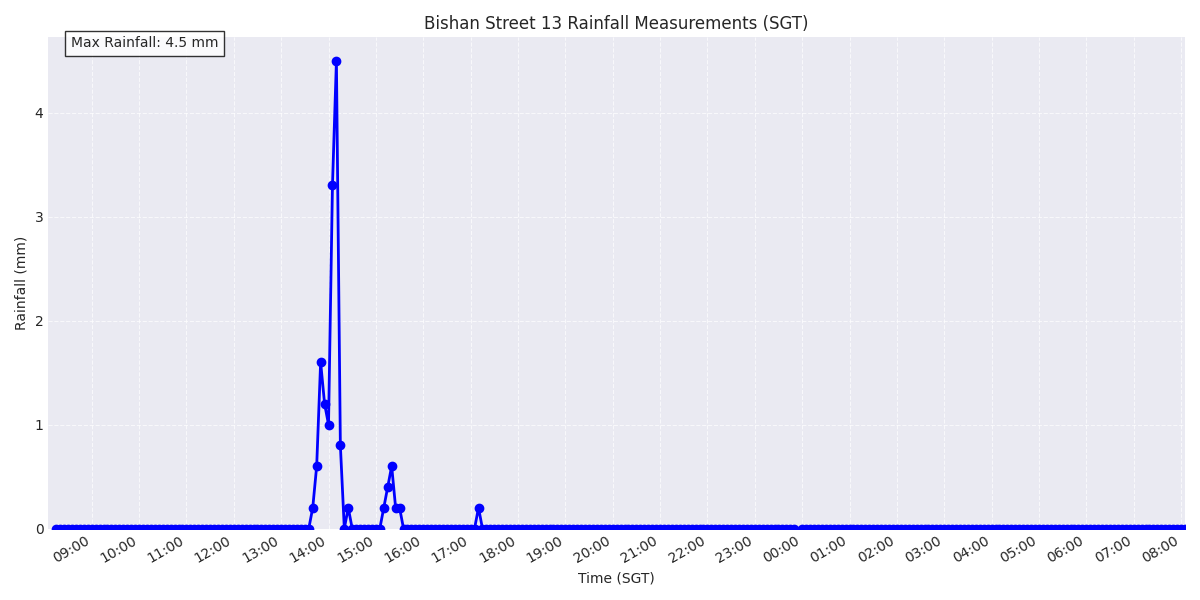 Bishan Street 13 Rainfall Measurements (SGT)
Max Rainfall: 4.5 mm
Rainfall (mm)
4
3
2
1
0
09:00 10:00 11:00 12:00 13:00 14:00 15:00 16:00 17:00 18:00 19:00 20:00 21:00 22:00 23:00 00:00 01:00 02:00 03:00 04:00 05:00 06:00 07:00 08:00
Time (SGT)